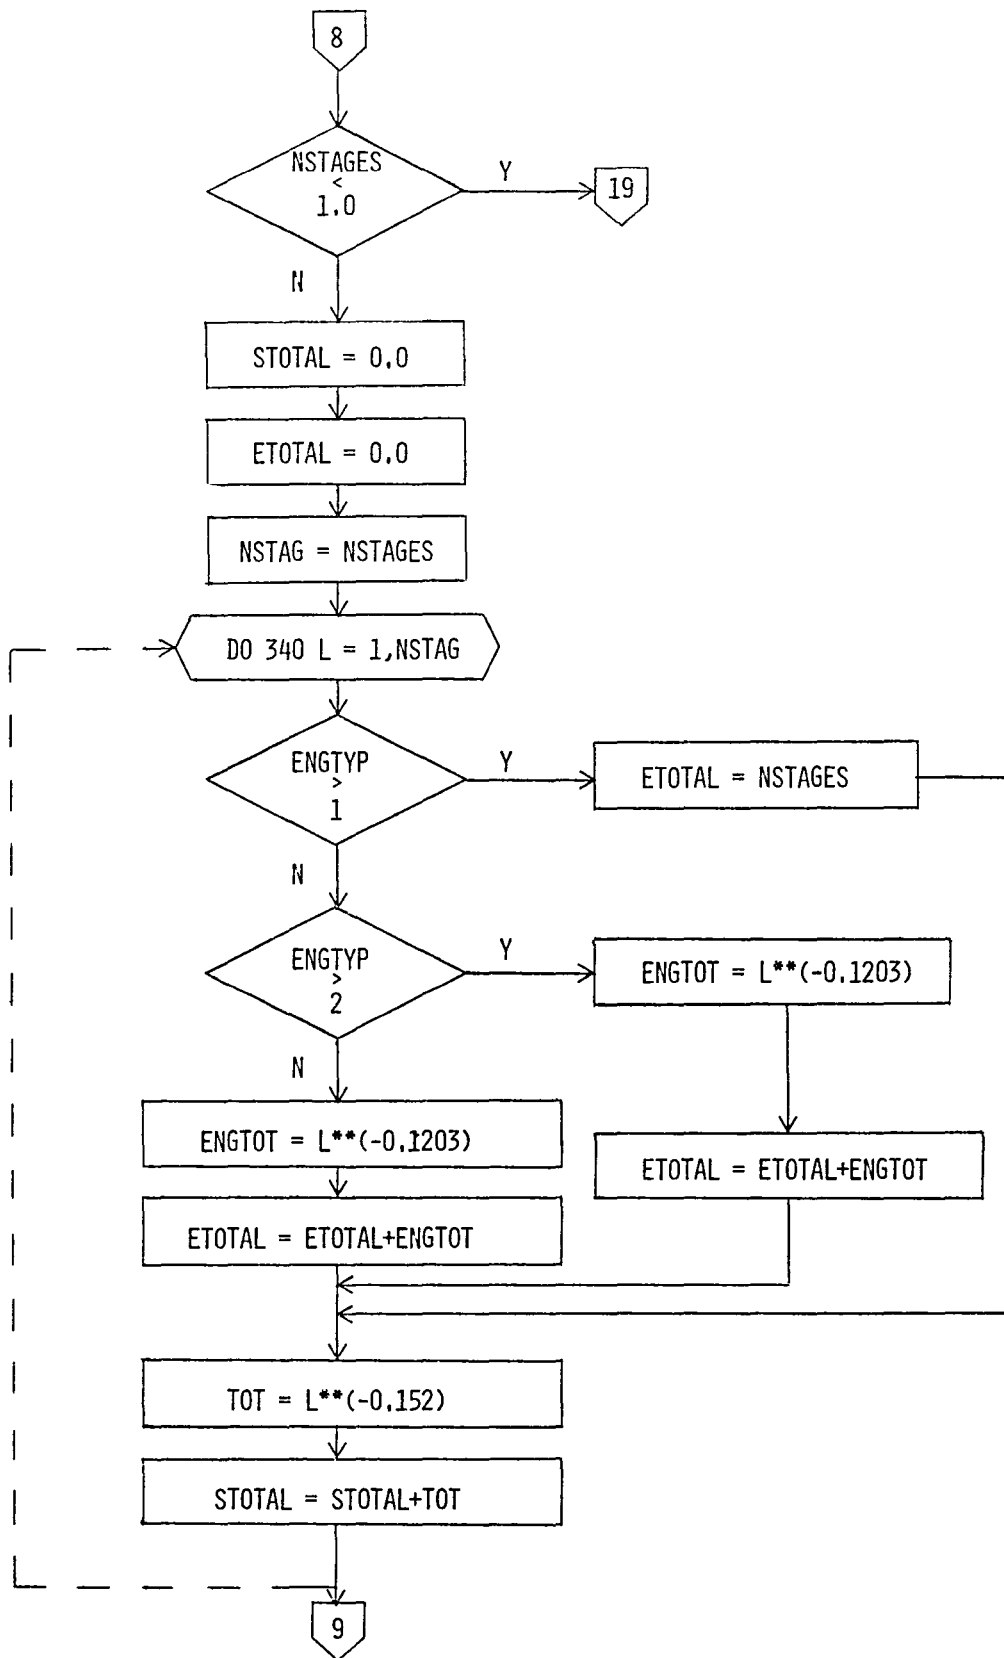 8
NSTAGES
<
1.0
Y
19
N
STOTAL = 0.0
ETOTAL = 0.0
NSTAG = NSTAGES
DO 340 L = 1,NSTAG
ENGTYP
>
1
Y
ETOTAL = NSTAGES
N
ENGTYP
>
2
Y
ENGTOT = L**(-0.1203)
N
ENGTOT = L**(-0.1203)
ETOTAL = ETOTAL+ENGTOT
ETOTAL = ETOTAL+ENGTOT
TOT = L**(-0.152)
STOTAL = STOTAL+TOT
9